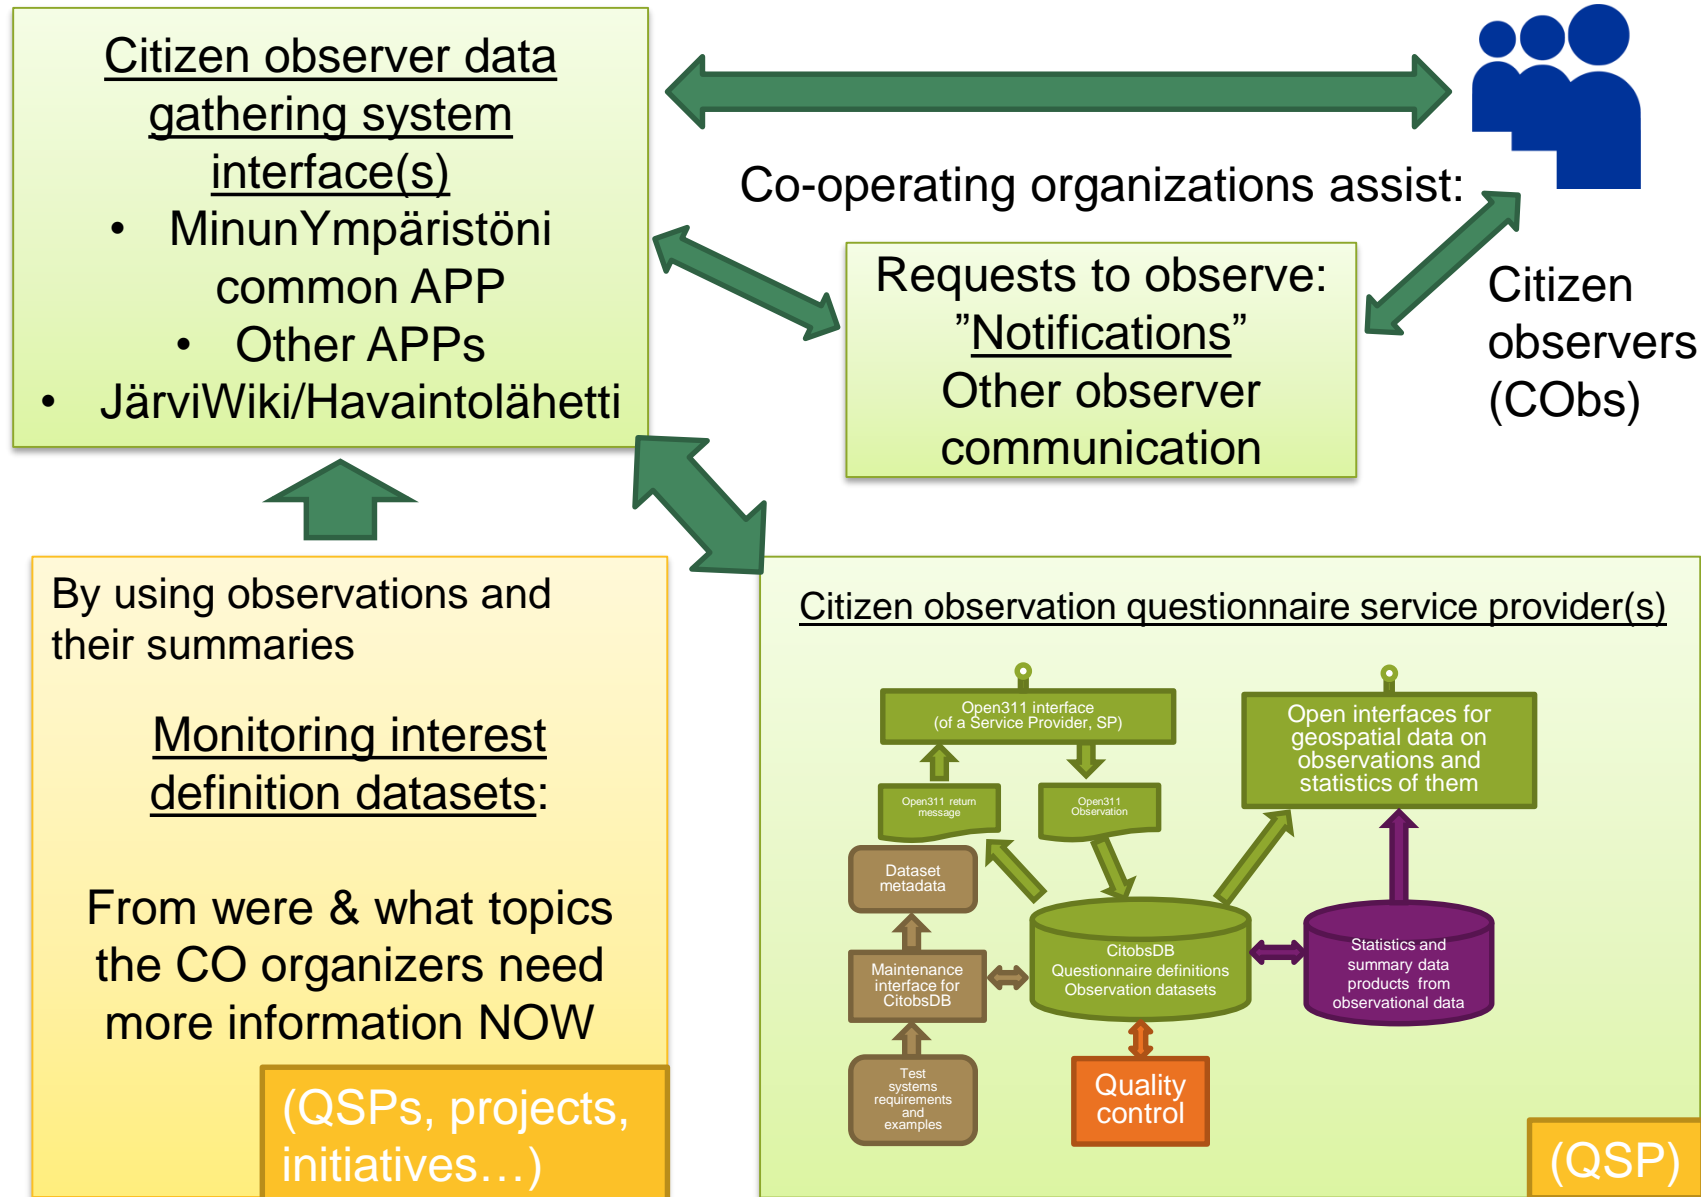 Citizen observer data
gathering system
interface(s)
• MinunYmpäristöni
common APP
• Other APPs
• JärviWiki/Havaintolähetti
Co-operating organizations assist:
Requests to observe:
”Notifications”
Other observer
communication
Citizen
observers
(CObs)
By using observations and
their summaries
Monitoring interest
definition datasets:
From were & what topics
the CO organizers need
more information NOW
(QSPs, projects,
initiatives…)
Citizen observation questionnaire service provider(s)
Open311 interface
(of a Service Provider, SP)
Open interfaces for
geospatial data on
observations and
statistics of them
Open311 return
message
Open311
Observation
Dataset
metadata
Maintenance
interface for
CitobsDB
CitobsDB
Questionnaire definitions
Observation datasets
Statistics and
summary data
products from
observational data
Test
systems
requirements
and
examples
Quality
control
(QSP)